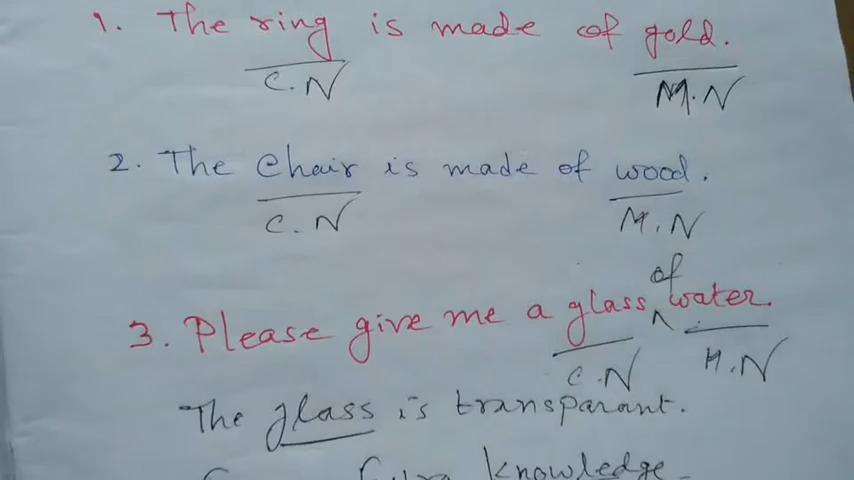 1. The ring is made of gold.
C.N M.N
2. The Chair is made of wood.
C.N M.N
of
3. Please give me a glass ^ water.
C.N M.N
The glass is transparant.
knowledge